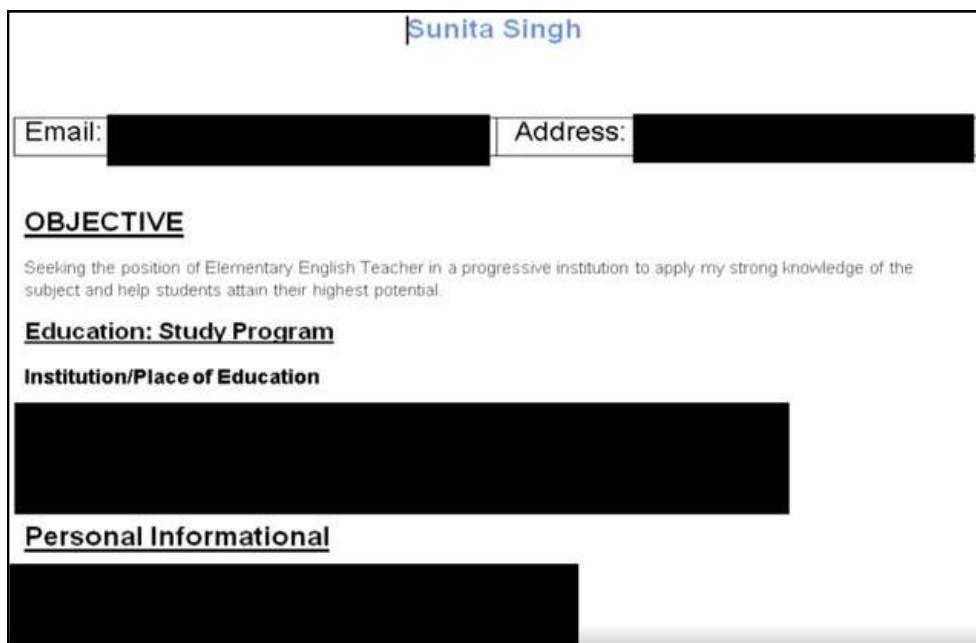 Sunita Singh
Email: Address:
OBJECTIVE
Seeking the position of Elementary English Teacher in a progressive institution to apply my strong knowledge of the
subject and help students attain their highest potential.
Education: Study Program
Institution/Place of Education
Personal Informational